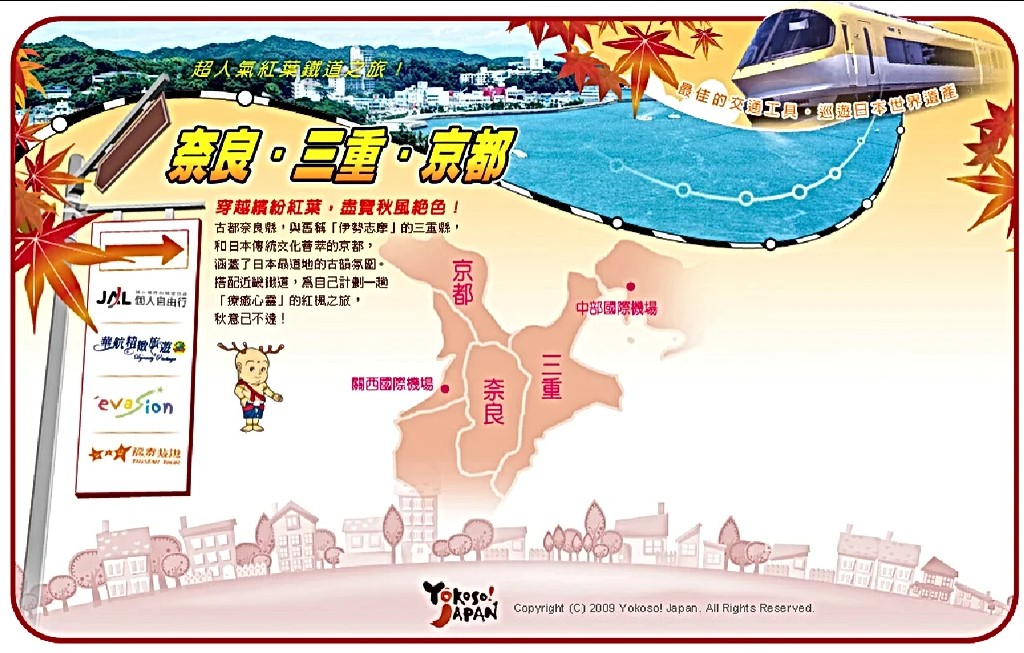 超人氣紅葉鐵道之旅！
最佳的交通工具・巡遊日本世界遺產
奈良・三重・京都
穿越繽紛紅葉，盡覽秋風絕色！
古都奈良縣，與舊稱「伊勢志摩」的三重縣，
和日本傳統文化薈萃的京都，
涵蓋了日本最道地的古韻氛圍。
搭配近畿鐵道，為自己計劃一趟
「療癒心靈」的紅楓之旅，
秋意已不遠！
JAL
個人自由行
華航精緻旅遊
Dynasty Package
évasion
京都
中部國際機場
三重
關西國際機場
奈良
Yokoso!
JAPAN
Copyright (C) 2009 Yokoso! Japan. All Rights Reserved.